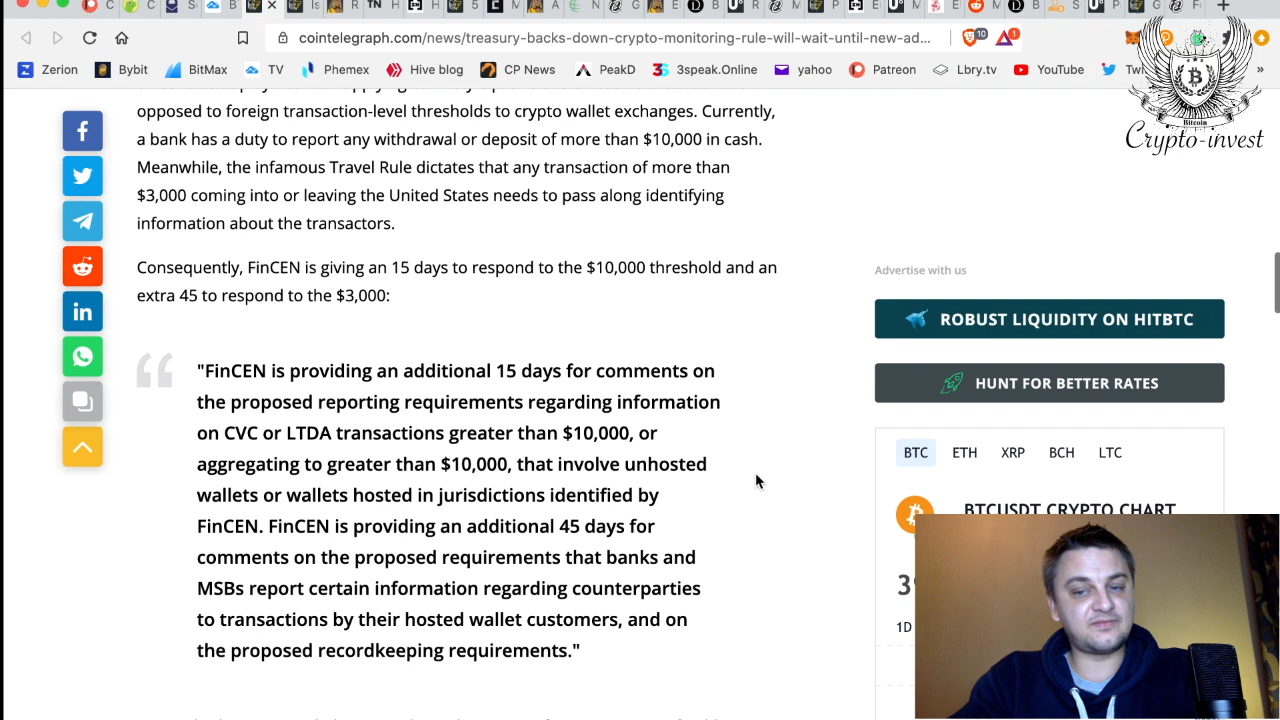 cointelegraph.com/news/treasury-backs-down-crypto-monitoring-rule-will-wait-until-new-ad...
10
1
Zerion
Bybit
BitMax
TV
Phemex
Hive blog
CP News
PeakD
3speak.Online
yahoo
Patreon
Lbry.tv
YouTube
»
Bitcoin
Crypto-invest
opposed to foreign transaction-level thresholds to crypto wallet exchanges. Currently,
a bank has a duty to report any withdrawal or deposit of more than $10,000 in cash.
Meanwhile, the infamous Travel Rule dictates that any transaction of more than
$3,000 coming into or leaving the United States needs to pass along identifying
information about the transactors.
Consequently, FinCEN is giving an 15 days to respond to the $10,000 threshold and an
extra 45 to respond to the $3,000:
"FinCEN is providing an additional 15 days for comments on
the proposed reporting requirements regarding information
on CVC or LTDA transactions greater than $10,000, or
aggregating to greater than $10,000, that involve unhosted
wallets or wallets hosted in jurisdictions identified by
FinCEN. FinCEN is providing an additional 45 days for
comments on the proposed requirements that banks and
MSBs report certain information regarding counterparties
to transactions by their hosted wallet customers, and on
the proposed recordkeeping requirements."
Advertise with us
ROBUST LIQUIDITY ON HITBTC
HUNT FOR BETTER RATES
BTC ETH XRP BCH LTC
BTCUSDT CRYPTO CHART
1D